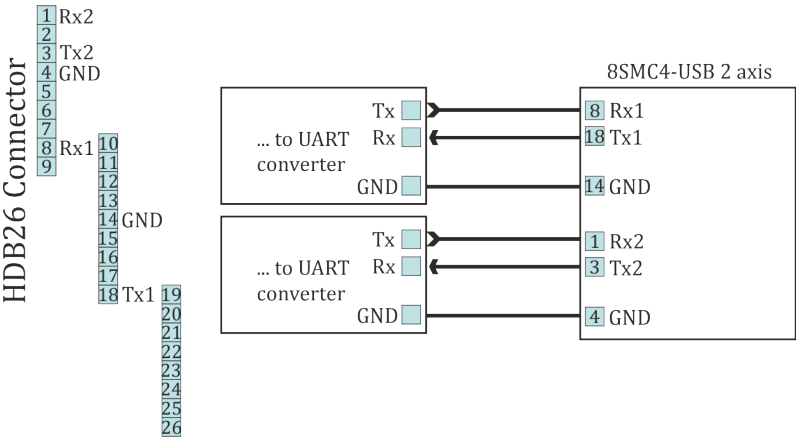 HDB26 Connector
1 Rx2
2
3 Tx2
4 GND
5
6
7
8 Rx1
9
10
11
12
13
14 GND
15
16
17
18 Tx1
19
20
21
22
23
24
25
26
... to UART
converter
Tx
Rx
GND
... to UART
converter
Tx
Rx
GND
8SMC4-USB 2 axis
8 Rx1
18 Tx1
14 GND
1 Rx2
3 Tx2
4 GND